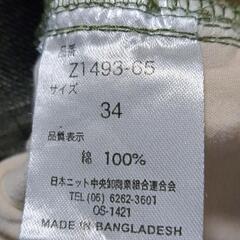 品番
Z1493-65
サイズ
34
品質表示
綿 100%
日本ニット中央卸商業組合連合会
TEL (06) 6262-3601
OS-1421
MADE IN BANGLADESH